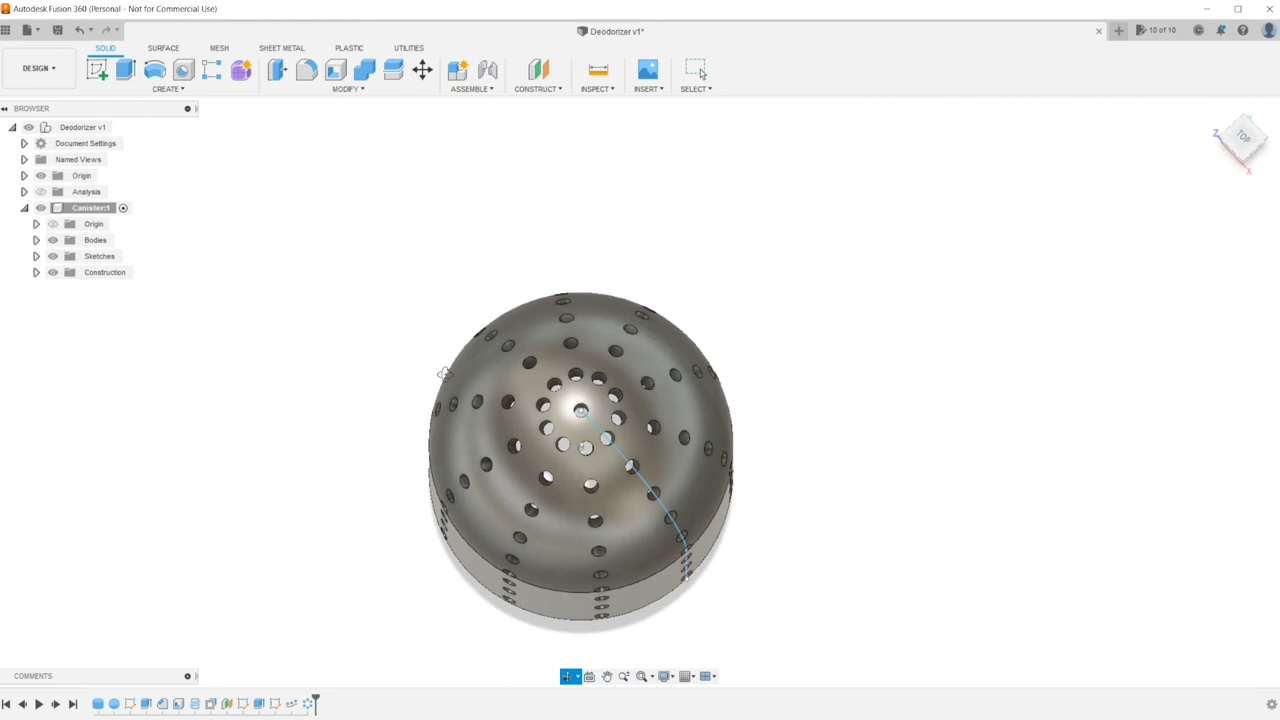 Autodesk Fusion 360 (Personal - Not for Commercial Use)
Deodorizer v1*
10 of 10
DESIGN
SOLID SURFACE MESH SHEET METAL PLASTIC UTILITIES
CREATE MODIFY ASSEMBLE CONSTRUCT INSPECT INSERT SELECT
BROWSER
Deodorizer v1
Document Settings
Named Views
Origin
Analysis
Canister:1
Origin
Bodies
Sketches
Construction
TOP
Z
Y
X
COMMENTS